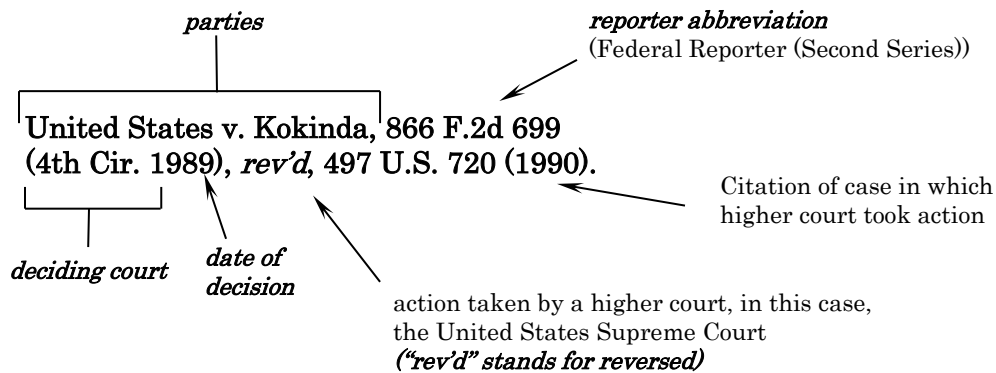 parties
reporter abbreviation
(Federal Reporter (Second Series))
United States v. Kokinda, 866 F.2d 699
(4th Cir. 1989), rev’d, 497 U.S. 720 (1990).
Citation of case in which
higher court took action
deciding court
date of
decision
action taken by a higher court, in this case,
the United States Supreme Court
(“rev’d” stands for reversed)